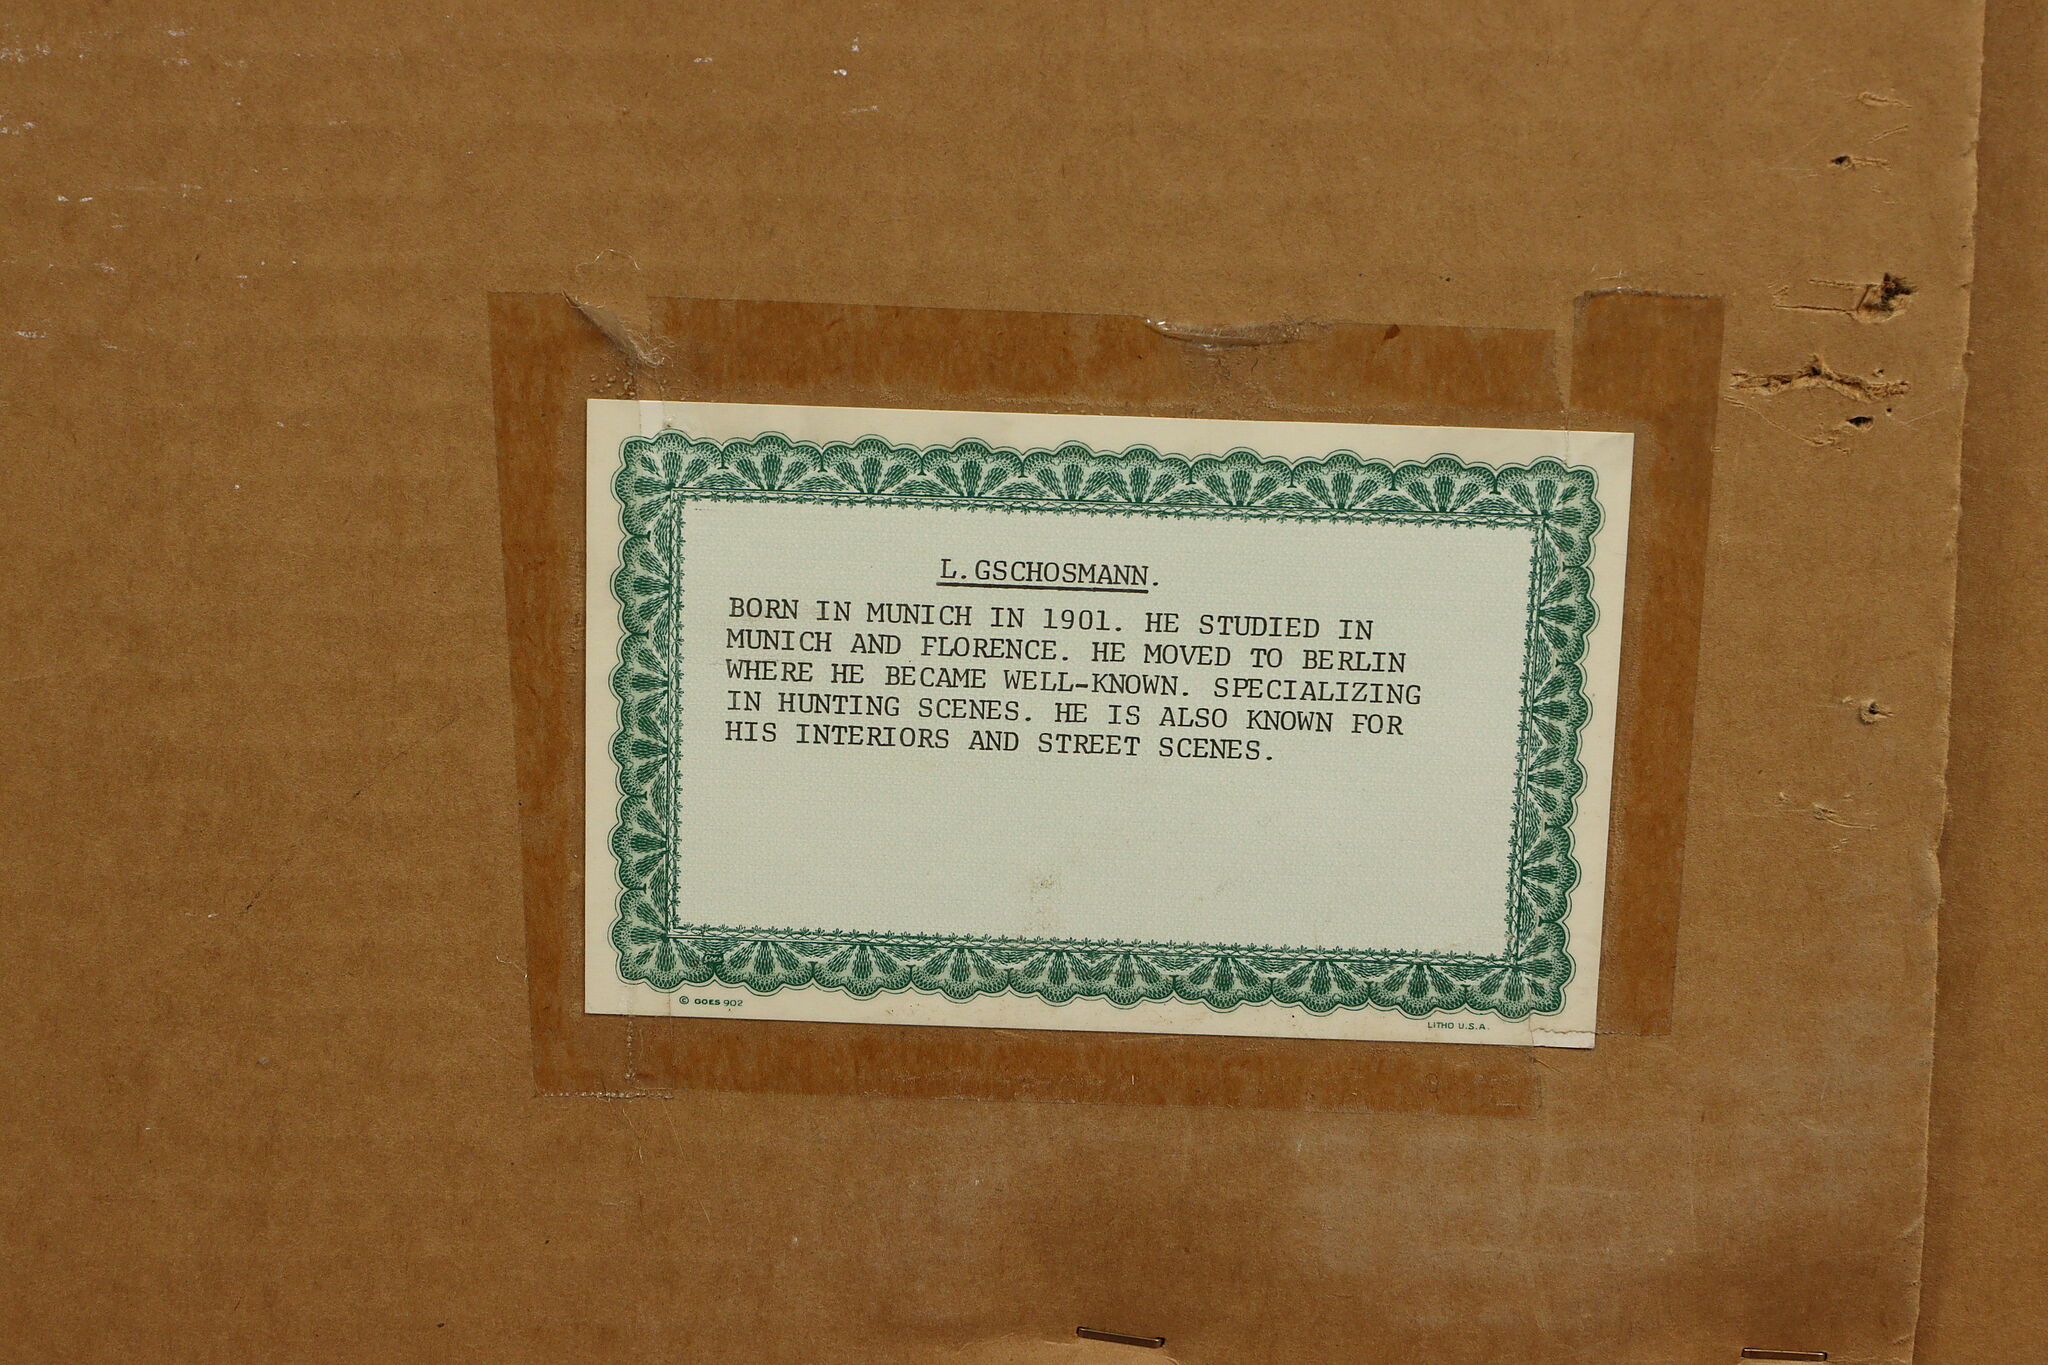 L.GSCHOSMANN.
BORN IN MUNICH IN 1901. HE STUDIED IN
MUNICH AND FLORENCE. HE MOVED TO BERLIN
WHERE HE BECAME WELL-KNOWN. SPECIALIZING
IN HUNTING SCENES. HE IS ALSO KNOWN FOR
HIS INTERIORS AND STREET SCENES.
© GOES 902
LITHO U.S.A.